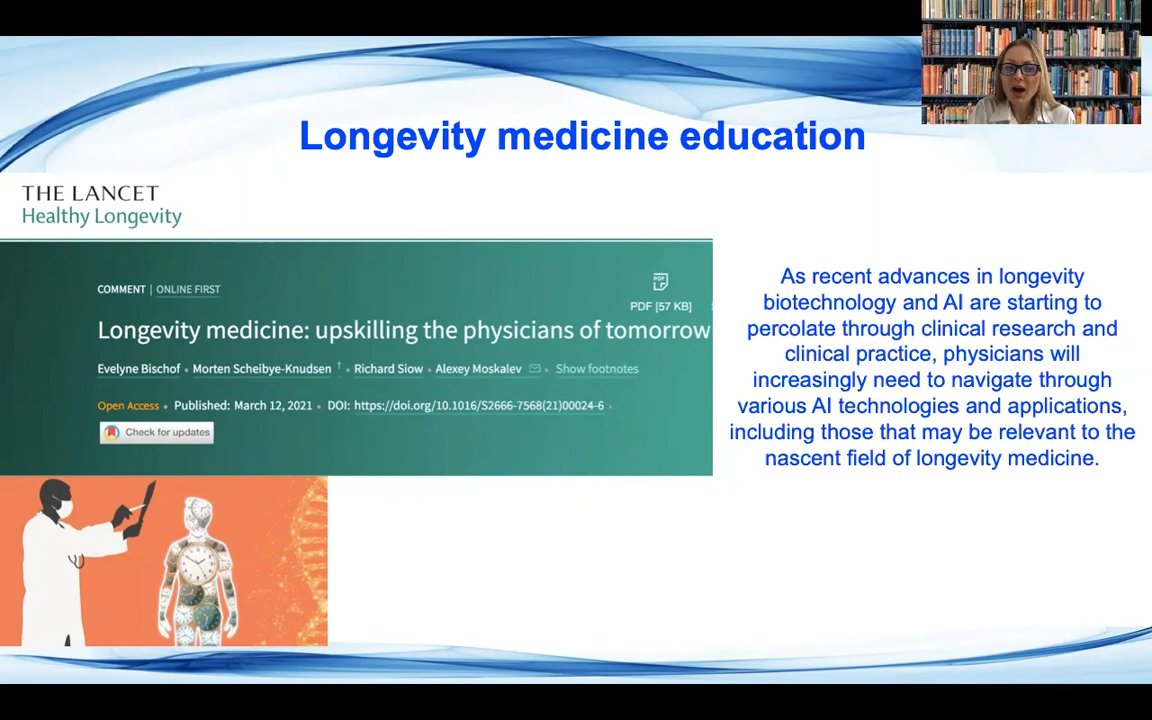 Longevity medicine education
THE LANCET
Healthy Longevity
COMMENT | ONLINE FIRST
PDF
PDF [57 KB]
Longevity medicine: upskilling the physicians of tomorrow
Evelyne Bischof • Morten Scheibye-Knudsen † • Richard Siow • Alexey Moskalev • Show footnotes
Open Access • Published: March 12, 2021 • DOI: https://doi.org/10.1016/S2666-7568(21)00024-6 •
Check for updates
As recent advances in longevity
biotechnology and AI are starting to
percolate through clinical research and
clinical practice, physicians will
increasingly need to navigate through
various AI technologies and applications,
including those that may be relevant to the
nascent field of longevity medicine.